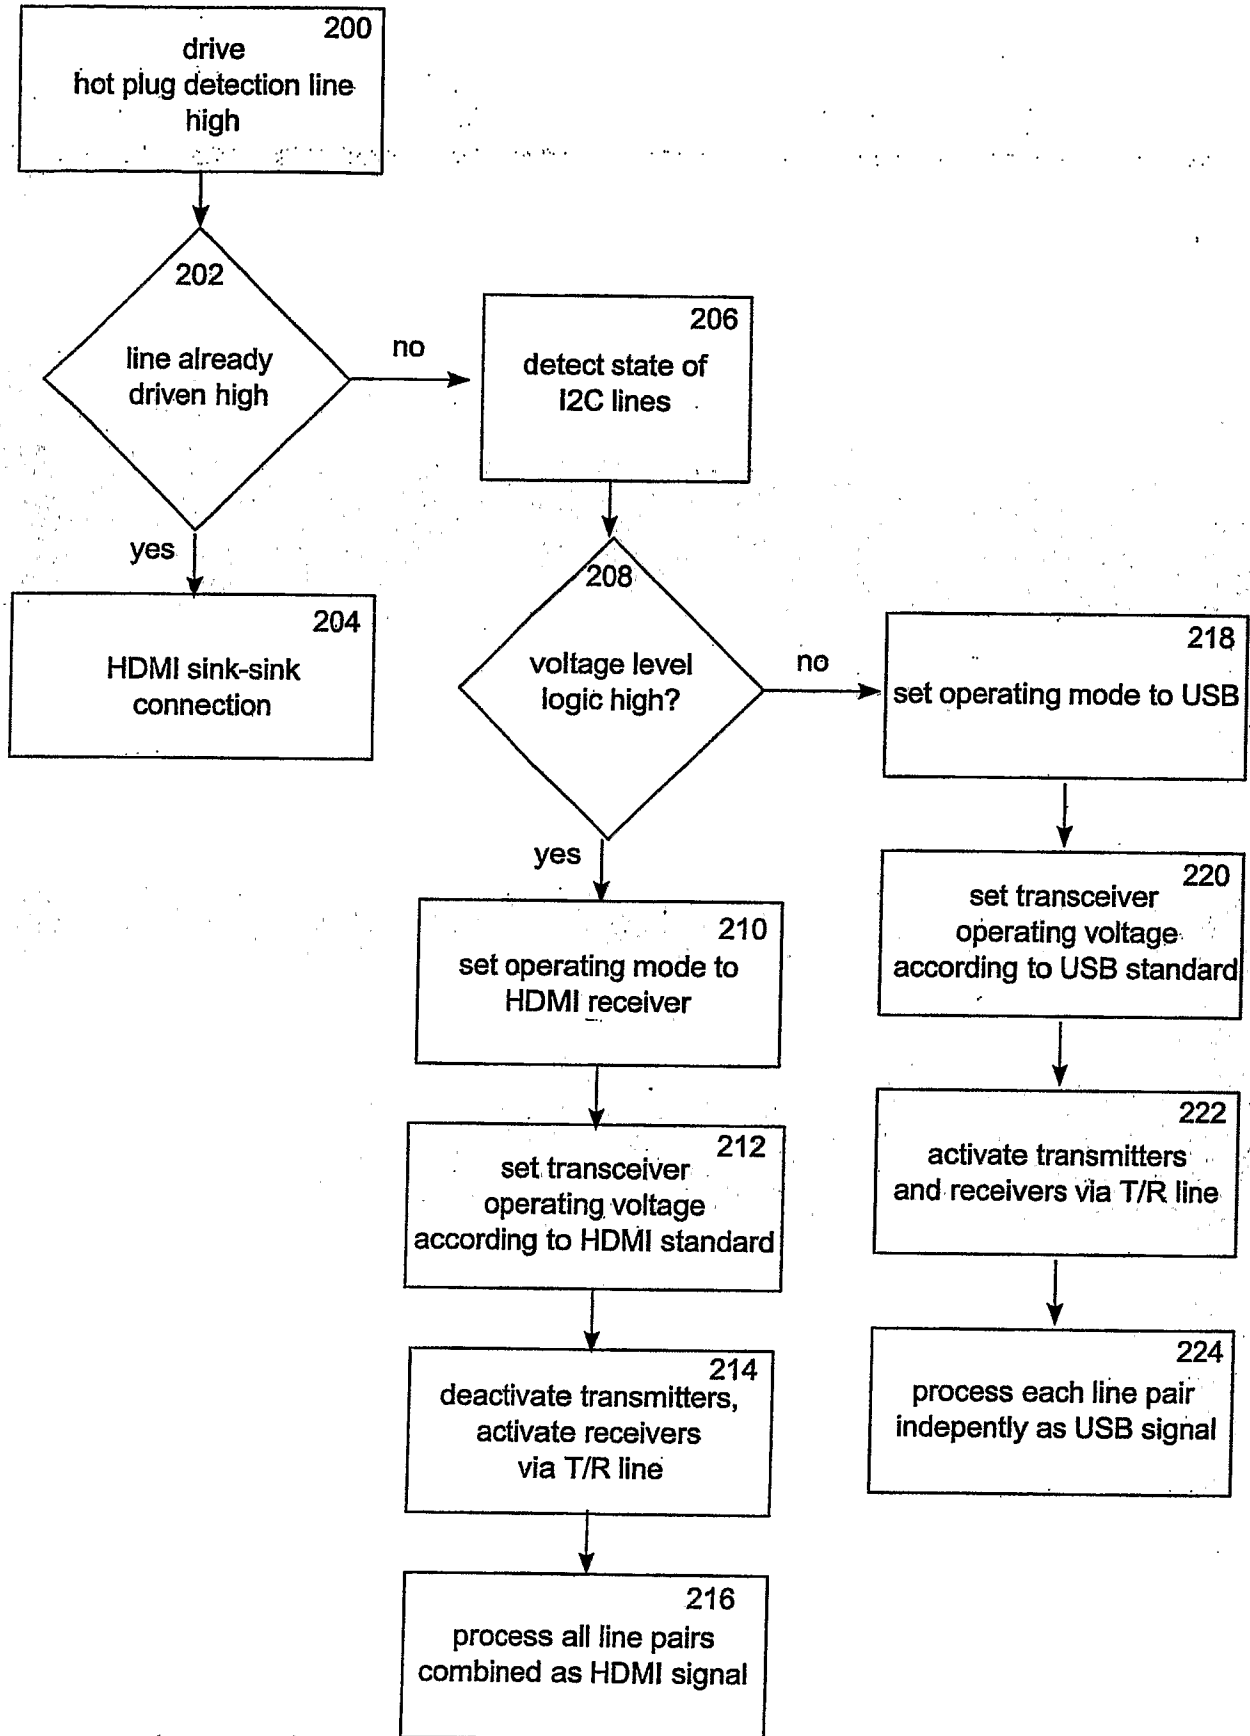 200
drive
hot plug detection line
high
202
line already
driven high
no
yes
204
HDMI sink-sink
connection
206
detect state of
I2C lines
208
voltage level
logic high?
no
yes
210
set operating mode to
HDMI receiver
212
set transceiver
operating voltage
according to HDMI standard
214
deactivate transmitters,
activate receivers
via T/R line
216
process all line pairs
combined as HDMI signal
218
set operating mode to USB
220
set transceiver
operating voltage
according to USB standard
222
activate transmitters
and receivers via T/R line
224
process each line pair
indepently as USB signal